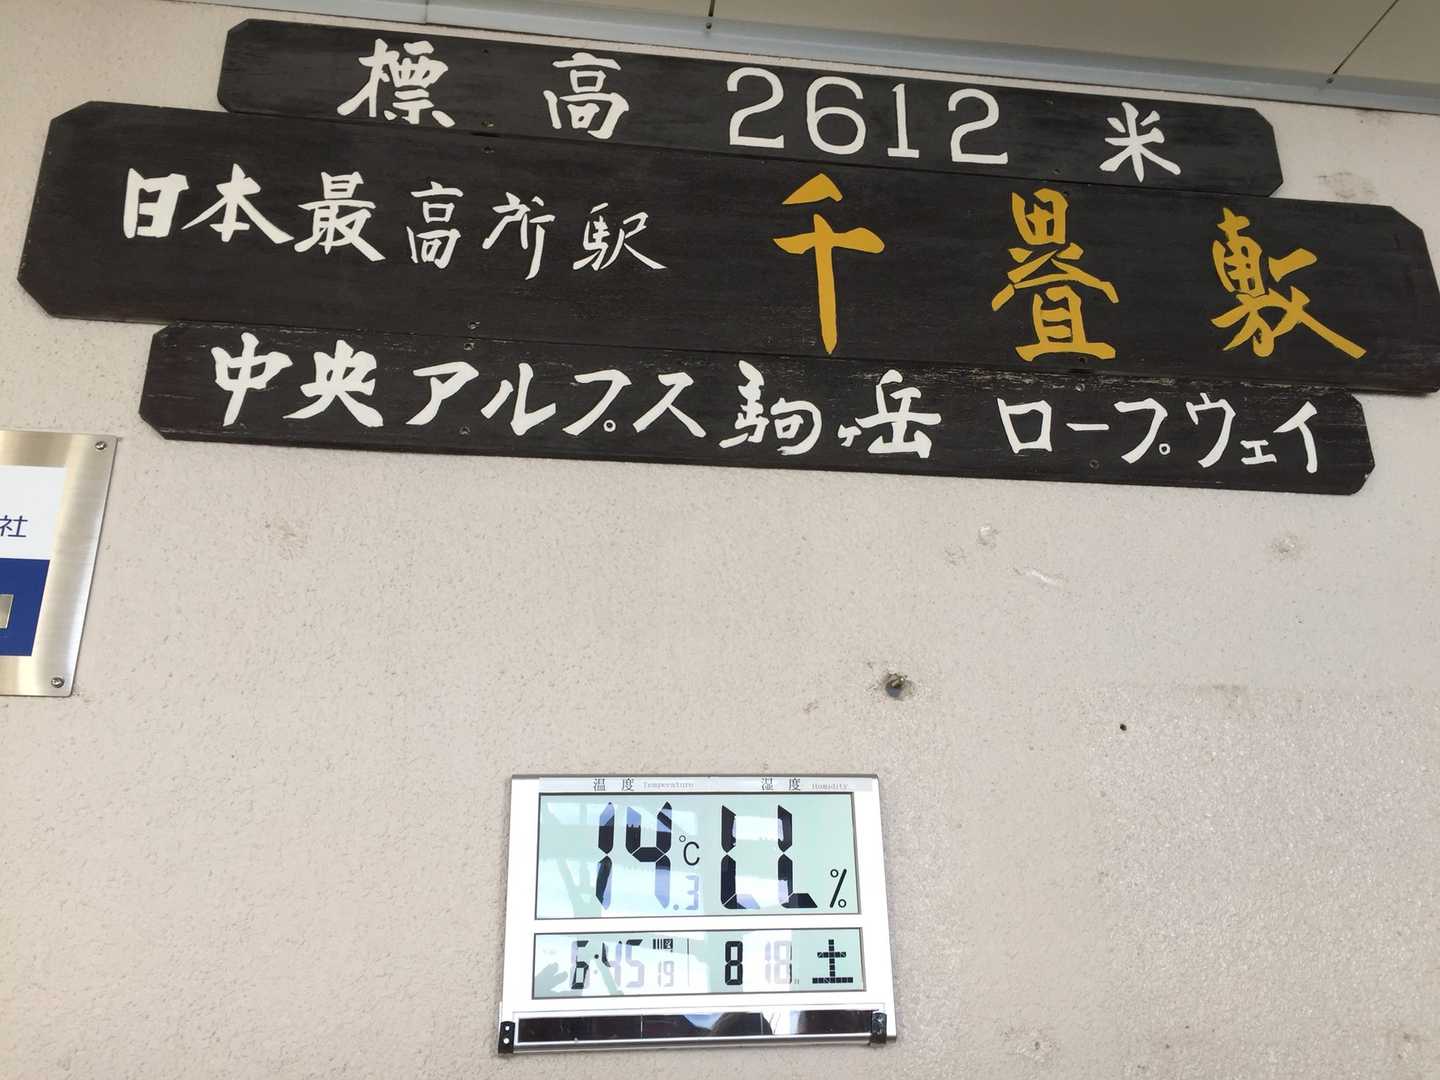 標高 2612 米
日本最高所駅 千畳敷
中央アルプス駒ヶ岳 ロープウェイ
社
温度 Temperature 湿度 Humidity
14.3 ℃ LL %
6:45 19 8 18 土